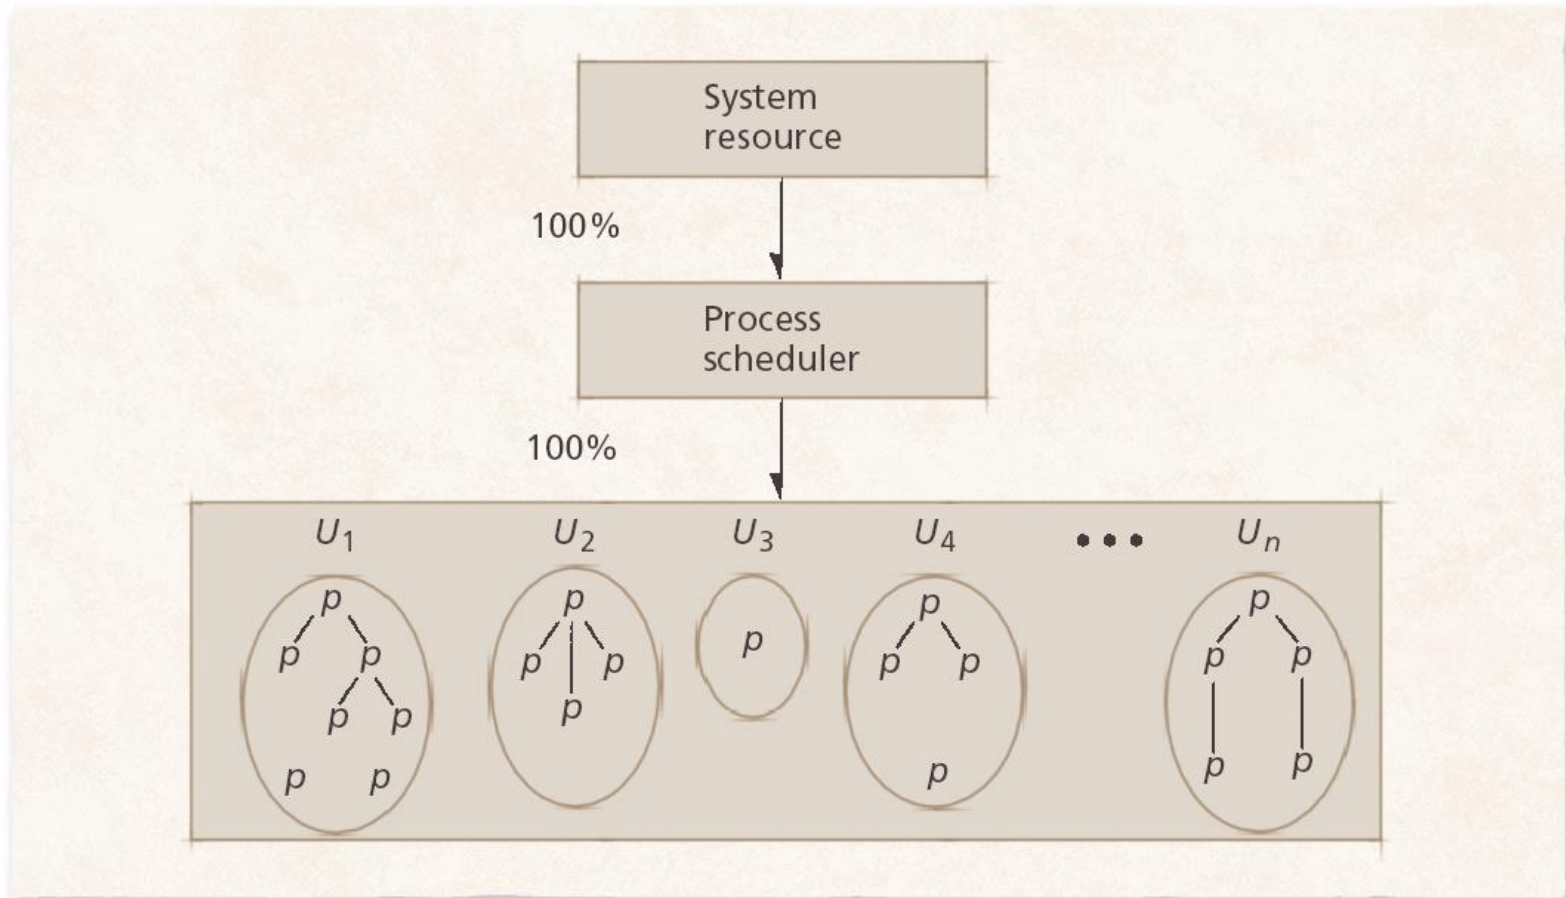 System
resource
100%
Process
scheduler
100%
U1 U2 U3 U4 ••• Un
p p p p p
p p p p p p p p p
p p p
p p p p p
p